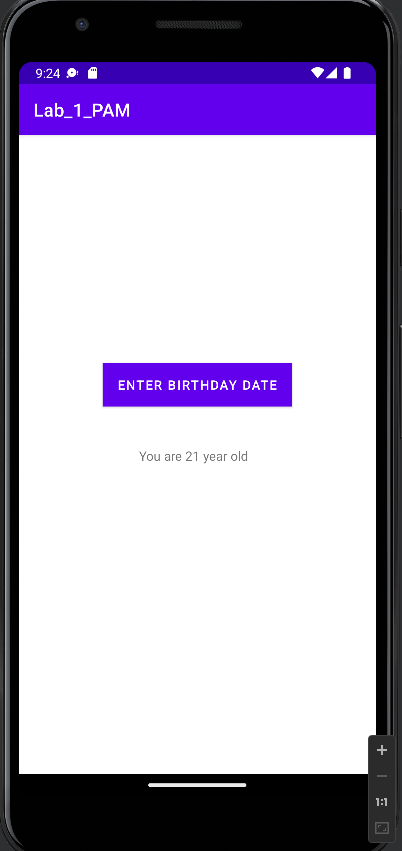 9:24
Lab_1_PAM
ENTER BIRTHDAY DATE
You are 21 year old
1:1